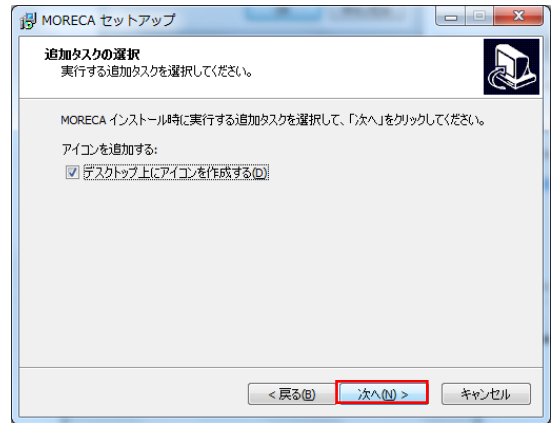 MORECA セットアップ
追加タスクの選択
実行する追加タスクを選択してください。
MORECA インストール時に実行する追加タスクを選択して、「次へ」をクリックしてください。
アイコンを追加する:
デスクトップ上にアイコンを作成する(D)
< 戻る(B)
次へ(N) >
キャンセル